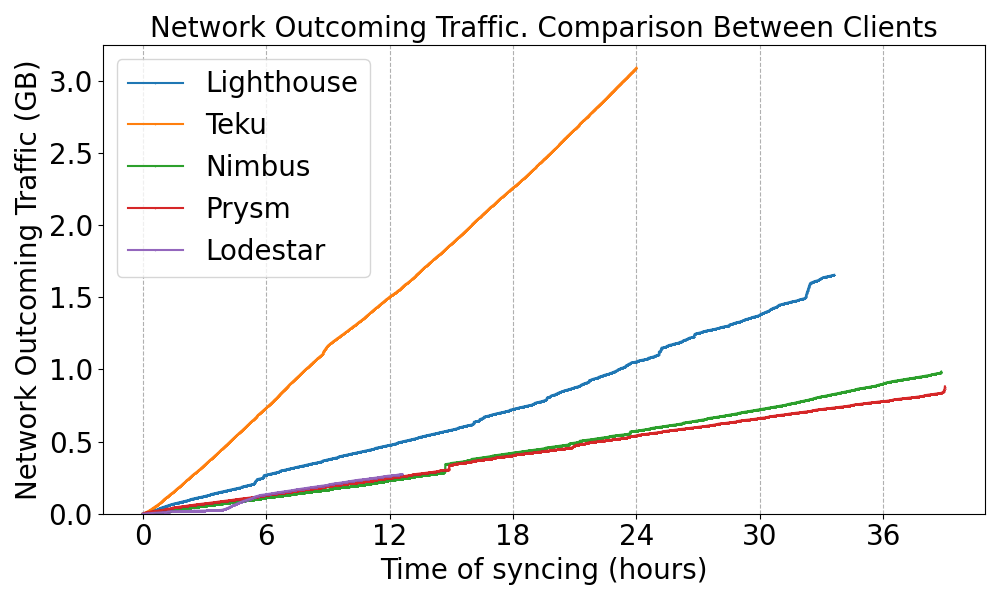 Network Outcoming Traffic. Comparison Between Clients
Network Outcoming Traffic (GB)
3.0
2.5
2.0
1.5
1.0
0.5
0.0
Lighthouse
Teku
Nimbus
Prysm
Lodestar
0 6 12 18 24 30 36
Time of syncing (hours)